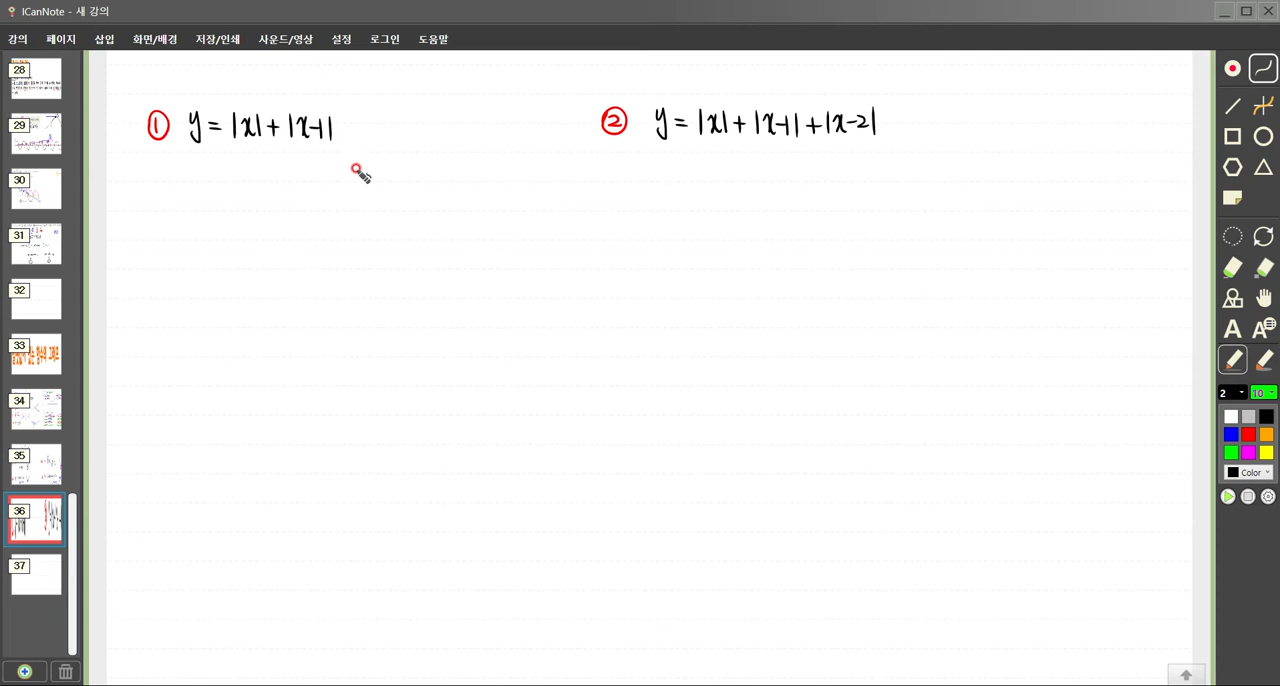 ICanNote - 새 강의
강의 페이지 삽입 화면/배경 저장/인쇄 사운드/영상 설정 로그인 도움말
① y = |x| + |x-1|
② y = |x| + |x-1| + |x-2|
28
29
30
31
32
33
34
35
36
37
A A
2 10
Color